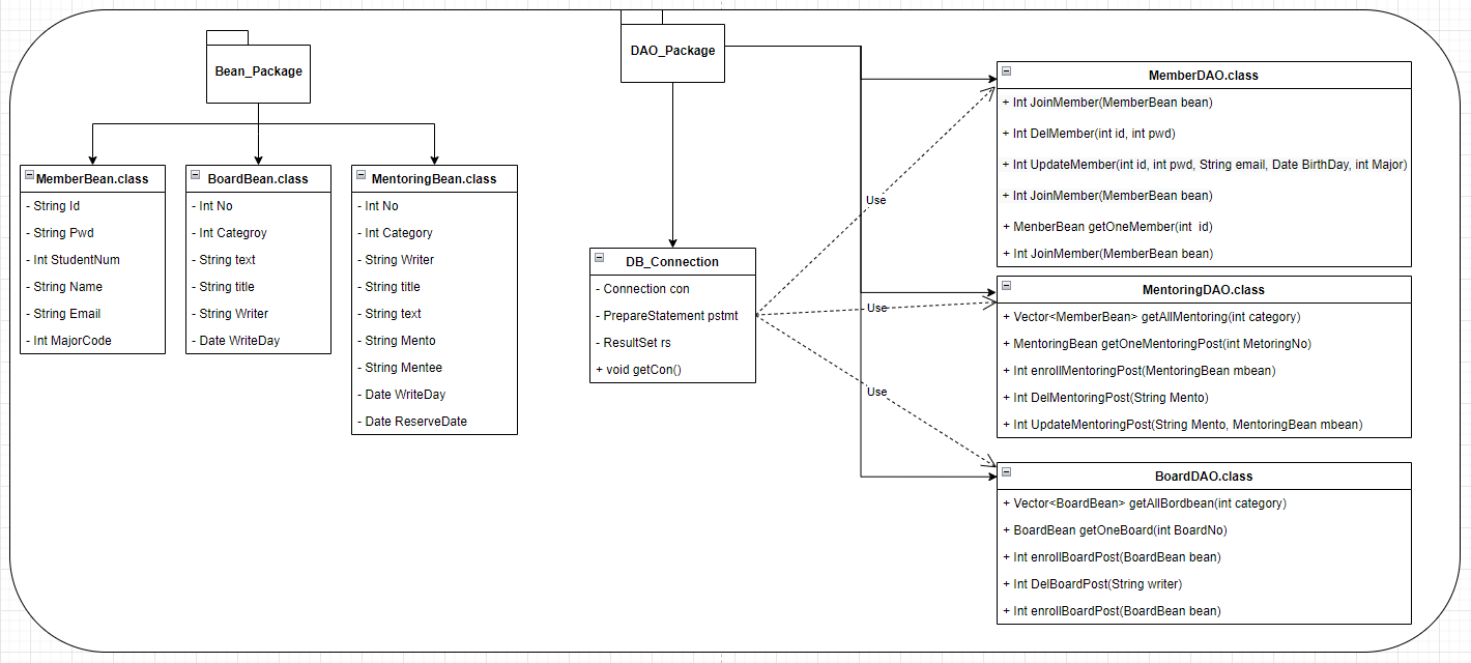 Bean_Package
MemberBean.class
- String Id
- String Pwd
- Int StudentNum
- String Name
- String Email
- Int MajorCode
BoardBean.class
- Int No
- Int Categroy
- String text
- String title
- String Writer
- Date WriteDay
MentoringBean.class
- Int No
- Int Category
- String Writer
- String title
- String text
- String Mento
- String Mentee
- Date WriteDay
- Date ReserveDate
DAO_Package
DB_Connection
- Connection con
- PrepareStatement pstmt
- ResultSet rs
+ void getCon()
Use
Use
Use
MemberDAO.class
+ Int JoinMember(MemberBean bean)
+ Int DelMember(int id, int pwd)
+ Int UpdateMember(int id, int pwd, String email, Date BirthDay, int Major)
+ Int JoinMember(MemberBean bean)
+ MenberBean getOneMember(int id)
+ Int JoinMember(MemberBean bean)
MentoringDAO.class
+ Vector<MemberBean> getAllMentoring(int category)
+ MentoringBean getOneMentoringPost(int MetoringNo)
+ Int enrollMentoringPost(MentoringBean mbean)
+ Int DelMentoringPost(String Mento)
+ Int UpdateMentoringPost(String Mento, MentoringBean mbean)
BoardDAO.class
+ Vector<BoardBean> getAllBordbean(int category)
+ BoardBean getOneBoard(int BoardNo)
+ Int enrollBoardPost(BoardBean bean)
+ Int DelBoardPost(String writer)
+ Int enrollBoardPost(BoardBean bean)